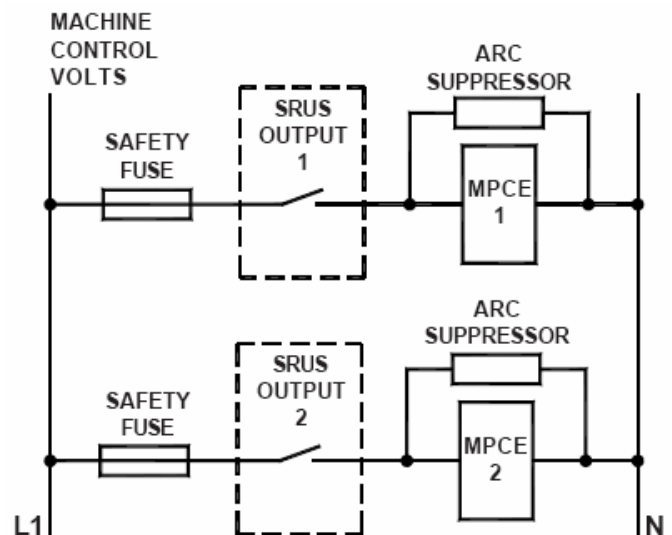 MACHINE
CONTROL
VOLTS
ARC
SUPPRESSOR
SRUS
OUTPUT
1
SAFETY
FUSE
MPCE
1
ARC
SUPPRESSOR
SRUS
OUTPUT
2
SAFETY
FUSE
MPCE
2
L1
N